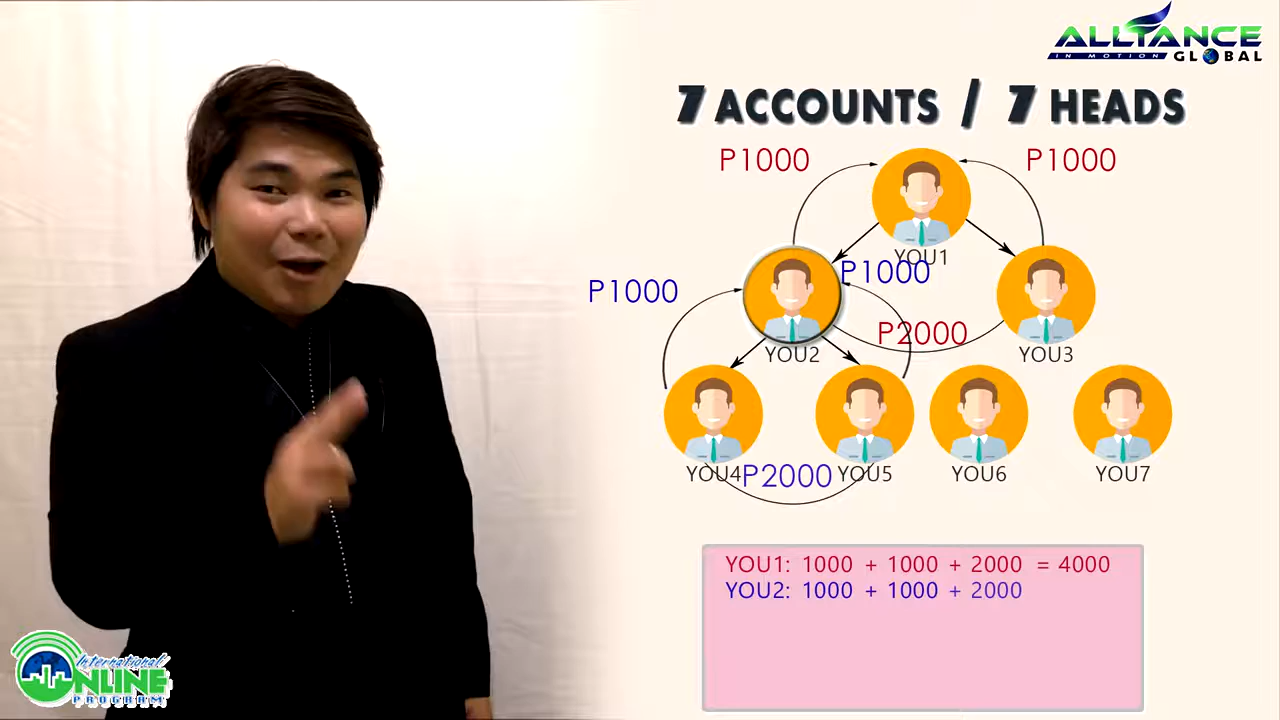 ALLIANCE
IN MOTION GLOBAL
7 ACCOUNTS / 7 HEADS
P1000 P1000
YOU1
P1000
P1000
P2000
YOU2 YOU3
YOU4 P2000 YOU5 YOU6 YOU7
YOU1: 1000 + 1000 + 2000 = 4000
YOU2: 1000 + 1000 + 2000
International
ONLINE
PROGRAM